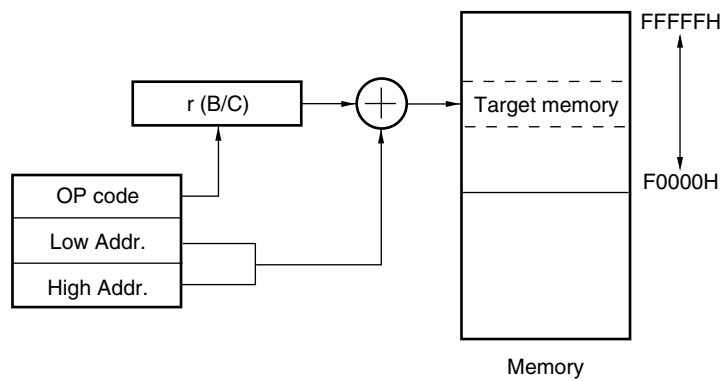 FFFFFH
r (B/C)
Target memory
F0000H
OP code
Low Addr.
High Addr.
Memory